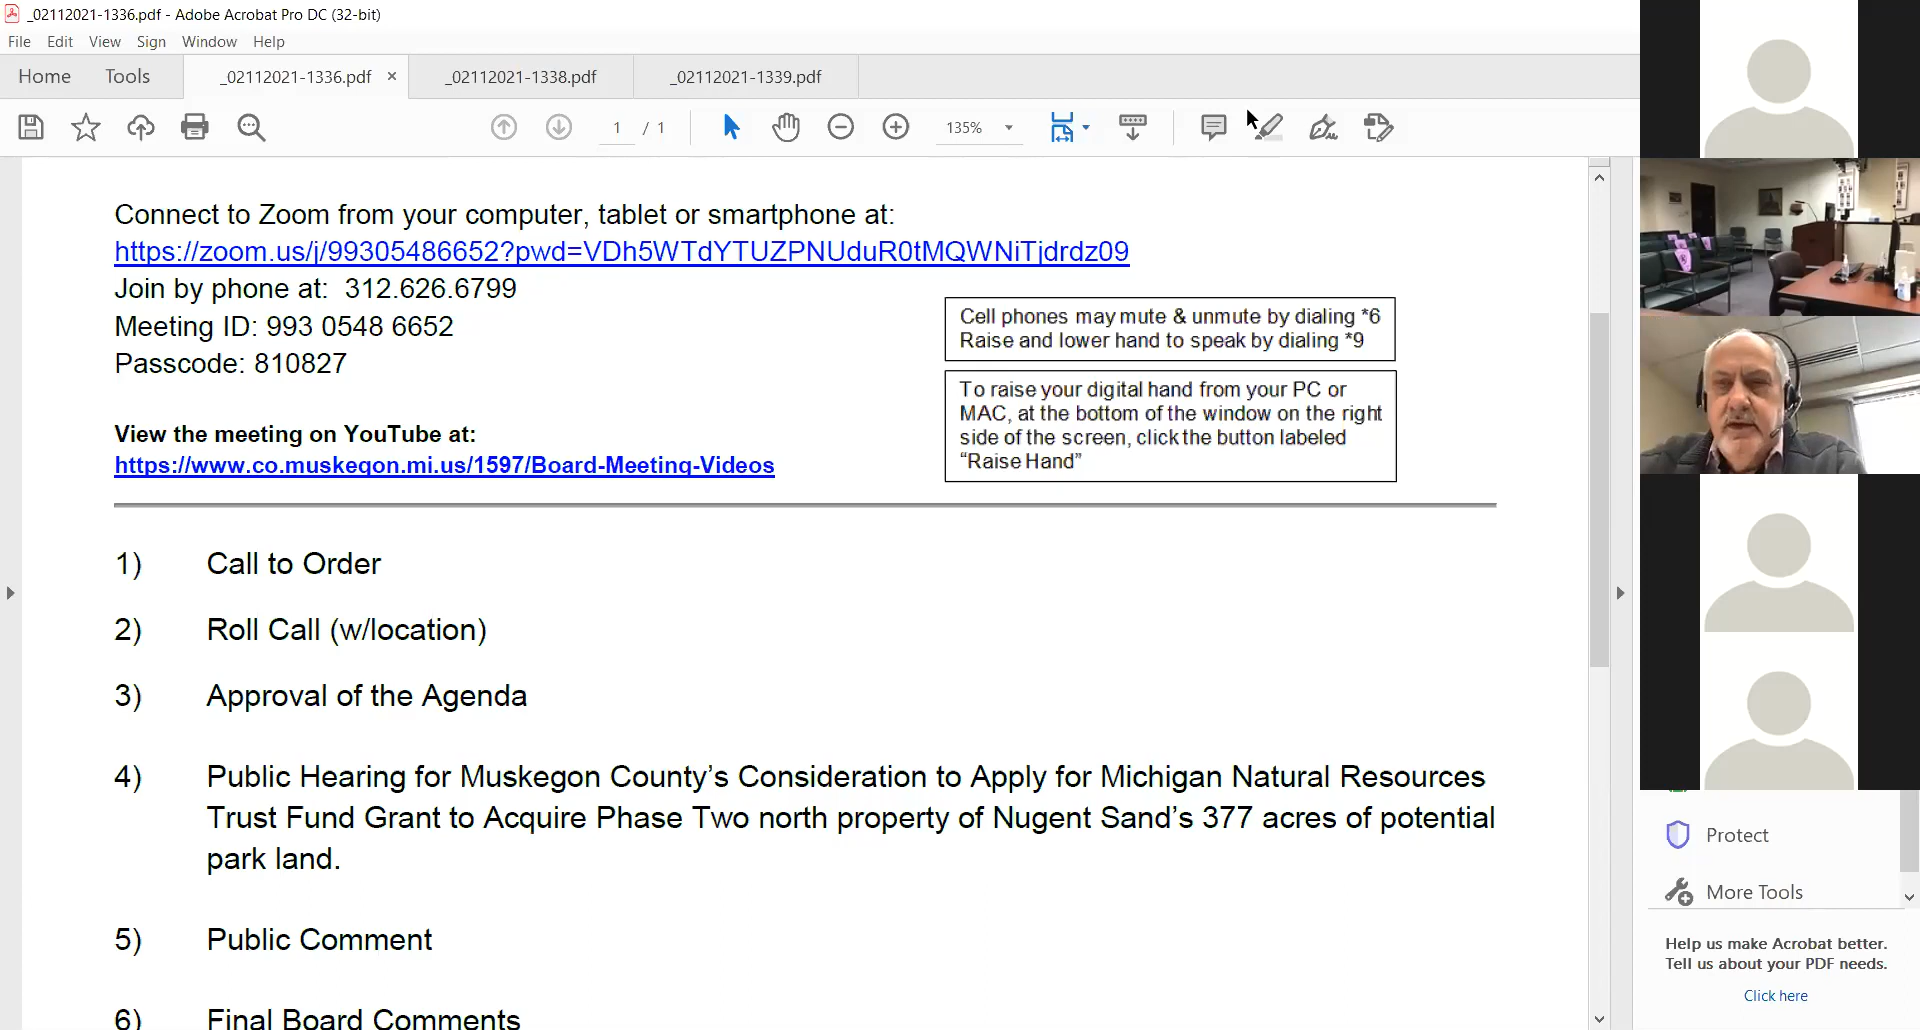 _02112021-1336.pdf - Adobe Acrobat Pro DC (32-bit)
File Edit View Sign Window Help
Home Tools _02112021-1336.pdf × _02112021-1338.pdf _02112021-1339.pdf
1 / 1 135%
Connect to Zoom from your computer, tablet or smartphone at:
https://zoom.us/j/99305486652?pwd=VDh5WTdYTUZPNUduR0tMQWNiTjdrdz09
Join by phone at: 312.626.6799
Meeting ID: 993 0548 6652
Passcode: 810827
Cell phones may mute & unmute by dialing *6
Raise and lower hand to speak by dialing *9
To raise your digital hand from your PC or
MAC, at the bottom of the window on the right
side of the screen, click the button labeled
“Raise Hand”
View the meeting on YouTube at:
https://www.co.muskegon.mi.us/1597/Board-Meeting-Videos
1) Call to Order
2) Roll Call (w/location)
3) Approval of the Agenda
4) Public Hearing for Muskegon County’s Consideration to Apply for Michigan Natural Resources
Trust Fund Grant to Acquire Phase Two north property of Nugent Sand’s 377 acres of potential
park land.
5) Public Comment
6) Final Board Comments
Protect
More Tools
Help us make Acrobat better.
Tell us about your PDF needs.
Click here